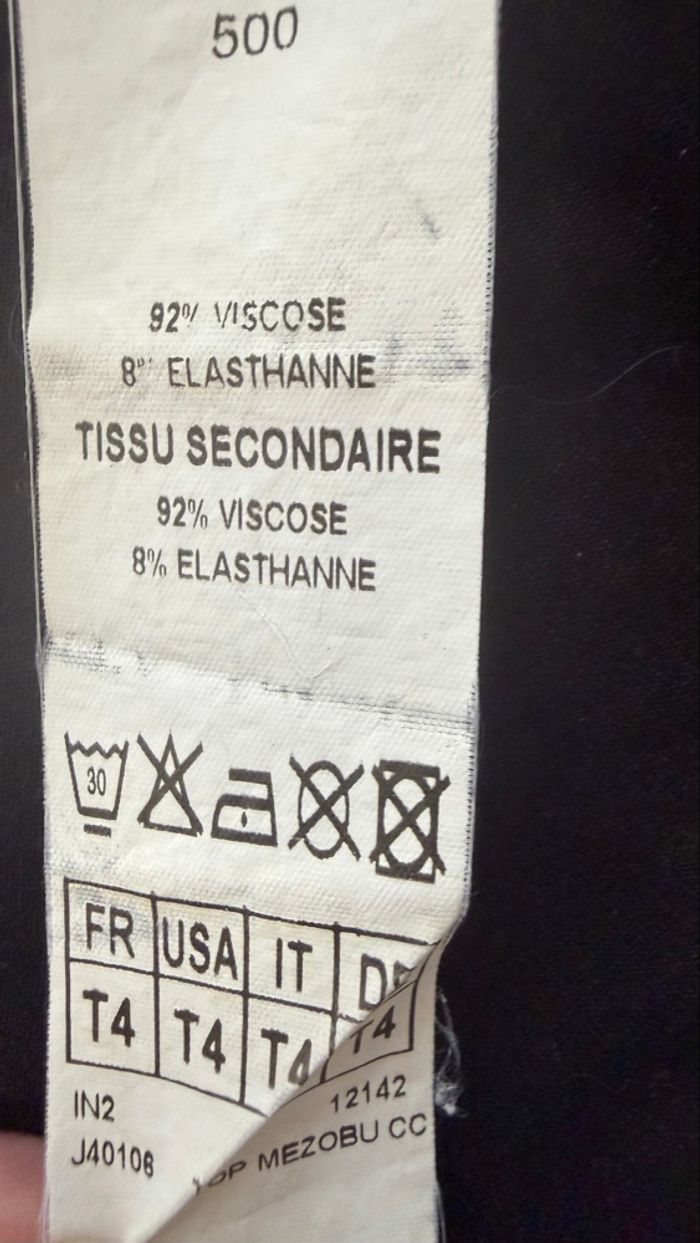 500
92% VISCOSE
8% ELASTHANNE
TISSU SECONDAIRE
92% VISCOSE
8% ELASTHANNE
30
FR USA IT
T4 T4 T4 T4
IN2 12142
J40106 TOP MEZOBU CC